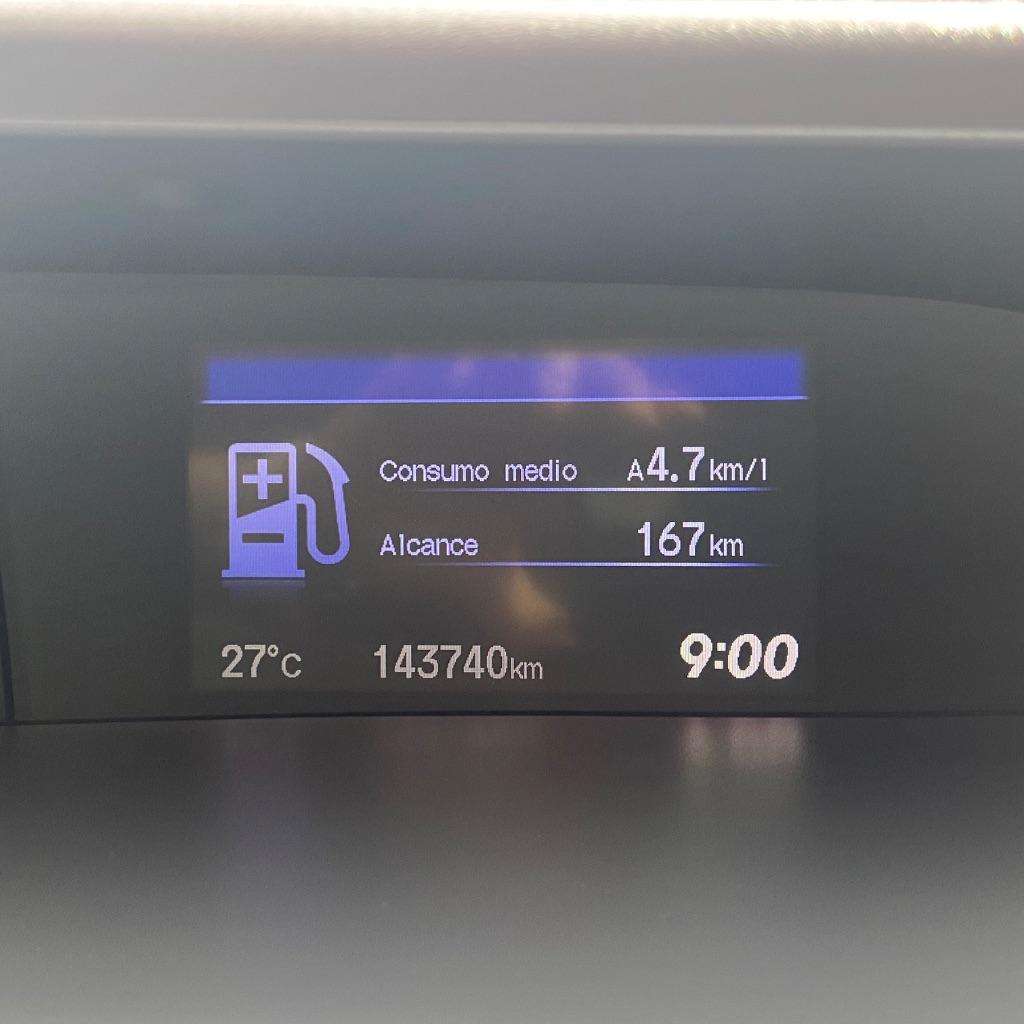 Consumo medio A4.7km/l
Alcance 167km
27°C 143740km 9:00